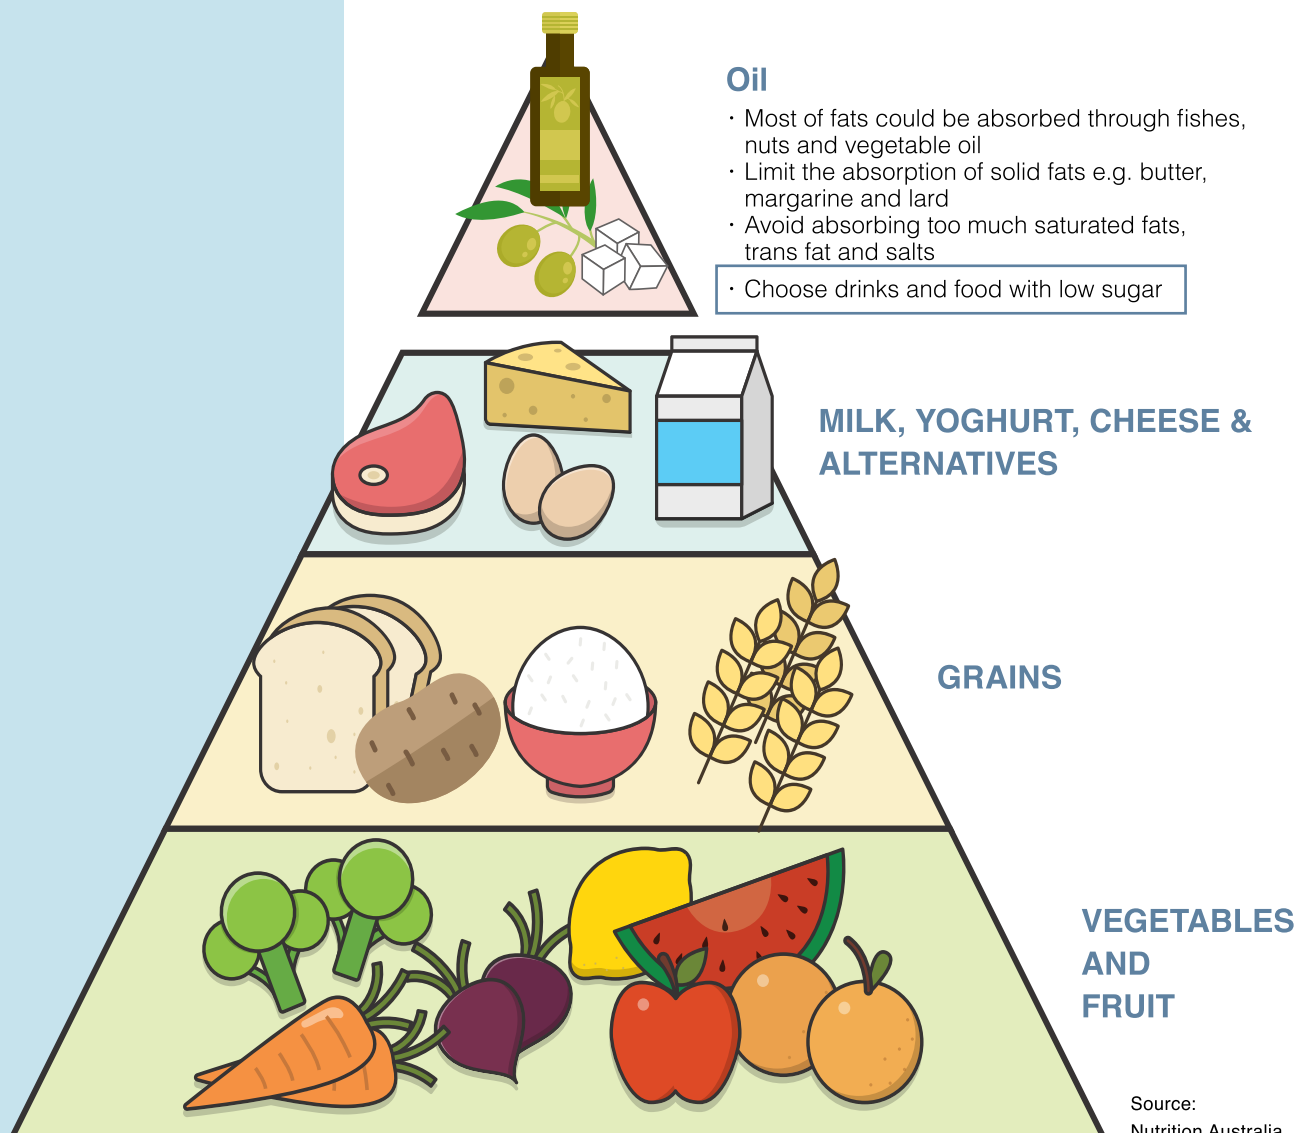 Oil
· Most of fats could be absorbed through fishes,
nuts and vegetable oil
· Limit the absorption of solid fats e.g. butter,
margarine and lard
· Avoid absorbing too much saturated fats,
trans fat and salts
· Choose drinks and food with low sugar
MILK, YOGHURT, CHEESE &
ALTERNATIVES
GRAINS
VEGETABLES
AND
FRUIT
Source:
Nutrition Australia